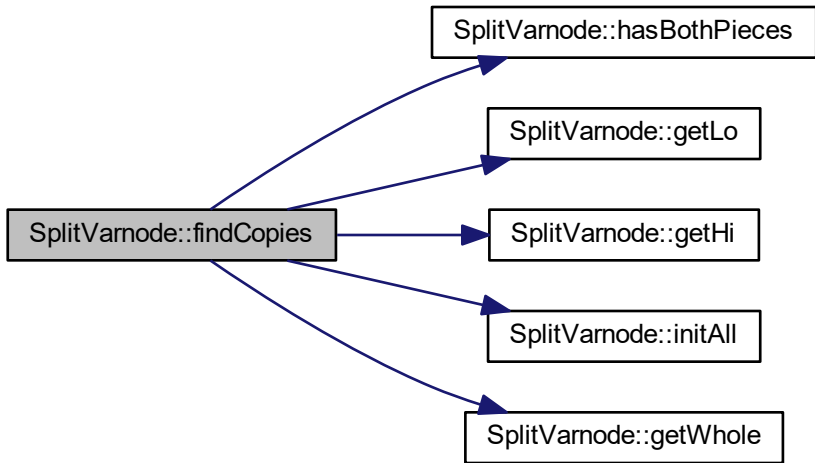 SplitVarnode::hasBothPieces
SplitVarnode::getLo
SplitVarnode::findCopies
SplitVarnode::getHi
SplitVarnode::initAll
SplitVarnode::getWhole